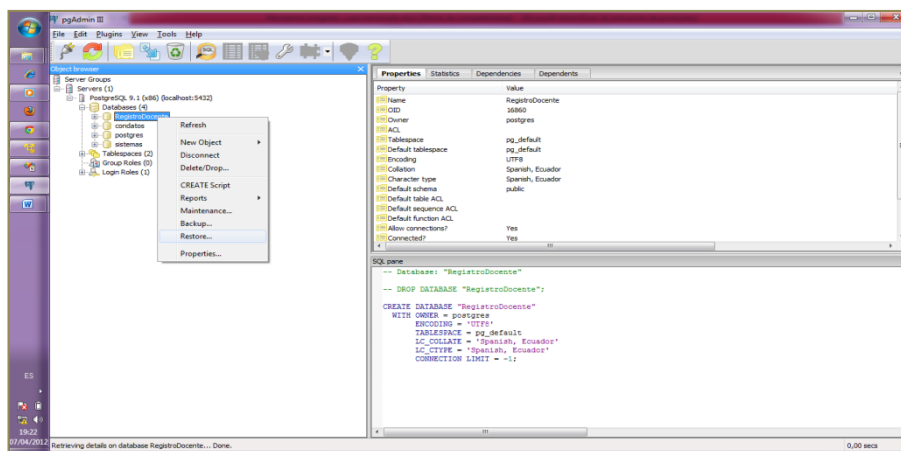 pgAdmin III
File Edit Plugins View Tools Help
Object browser
Server Groups
Servers (1)
PostgreSQL 9.1 (x86) (localhost:5432)
Databases (4)
RegistroDocente
condatos
postgres
sistemas
Tablespaces (2)
Group Roles (0)
Login Roles (1)
Refresh
New Object
Disconnect
Delete/Drop...
CREATE Script
Reports
Maintenance...
Backup...
Restore...
Properties...
Properties Statistics Dependencies Dependents
Property Value
Name RegistroDocente
OID 16860
Owner postgres
ACL
Tablespace pg_default
Default tablespace pg_default
Encoding UTF8
Collation Spanish, Ecuador
Character type Spanish, Ecuador
Default schema public
Default table ACL
Default sequence ACL
Default function ACL
Allow connections? Yes
Connected? Yes
SQL pane
-- Database: "RegistroDocente"
-- DROP DATABASE "RegistroDocente";
CREATE DATABASE "RegistroDocente"
WITH OWNER = postgres
ENCODING = 'UTF8'
TABLESPACE = pg_default
LC_COLLATE = 'Spanish, Ecuador'
LC_CTYPE = 'Spanish, Ecuador'
CONNECTION LIMIT = -1;
ES
19:22
07/04/2012
Retrieving details on database RegistroDocente... Done.
0,00 secs